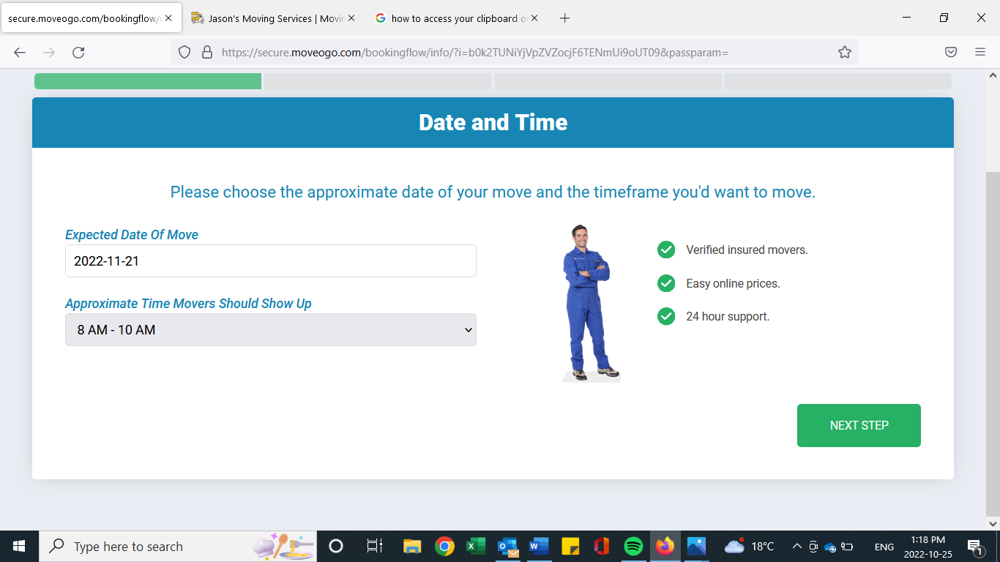 secure.moveogo.com/bookingflow/i
Jason's Moving Services | Movin
how to access your clipboard o
https://secure.moveogo.com/bookingflow/info/?i=b0k2TUNiYjVpZVZocjF6TENmUi9oUT09&passparam=
Date and Time
Please choose the approximate date of your move and the timeframe you'd want to move.
Expected Date Of Move
2022-11-21
Approximate Time Movers Should Show Up
8 AM - 10 AM
Verified insured movers.
Easy online prices.
24 hour support.
NEXT STEP
Type here to search
18°C
ENG
1:18 PM
2022-10-25
1